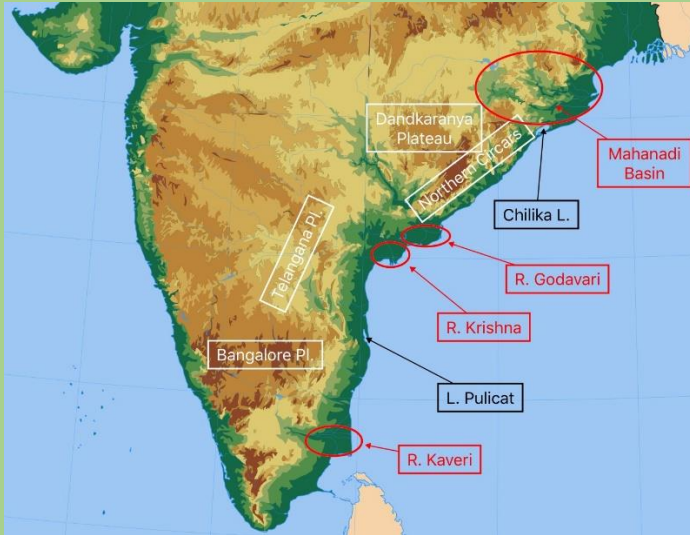 Dandkaranya
Plateau
Northern Circars
Mahanadi
Basin
Chilika L.
Telangana Pl.
R. Godavari
R. Krishna
Bangalore Pl.
L. Pulicat
R. Kaveri